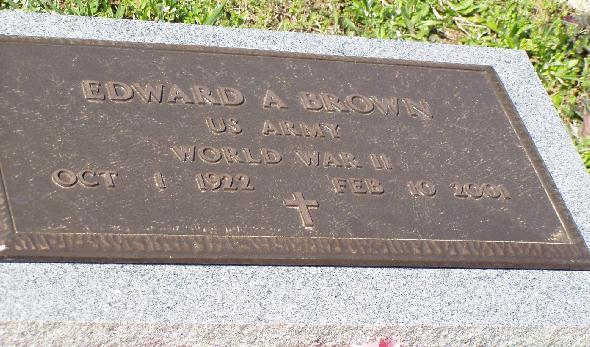 EDWARD A BROWN
US ARMY
WORLD WAR II
OCT 1 1922 FEB 10 2001